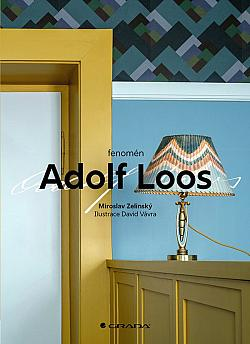 fenomén
Adolf Loos
Miroslav Zelinský
Ilustrace David Vávra
GRADA